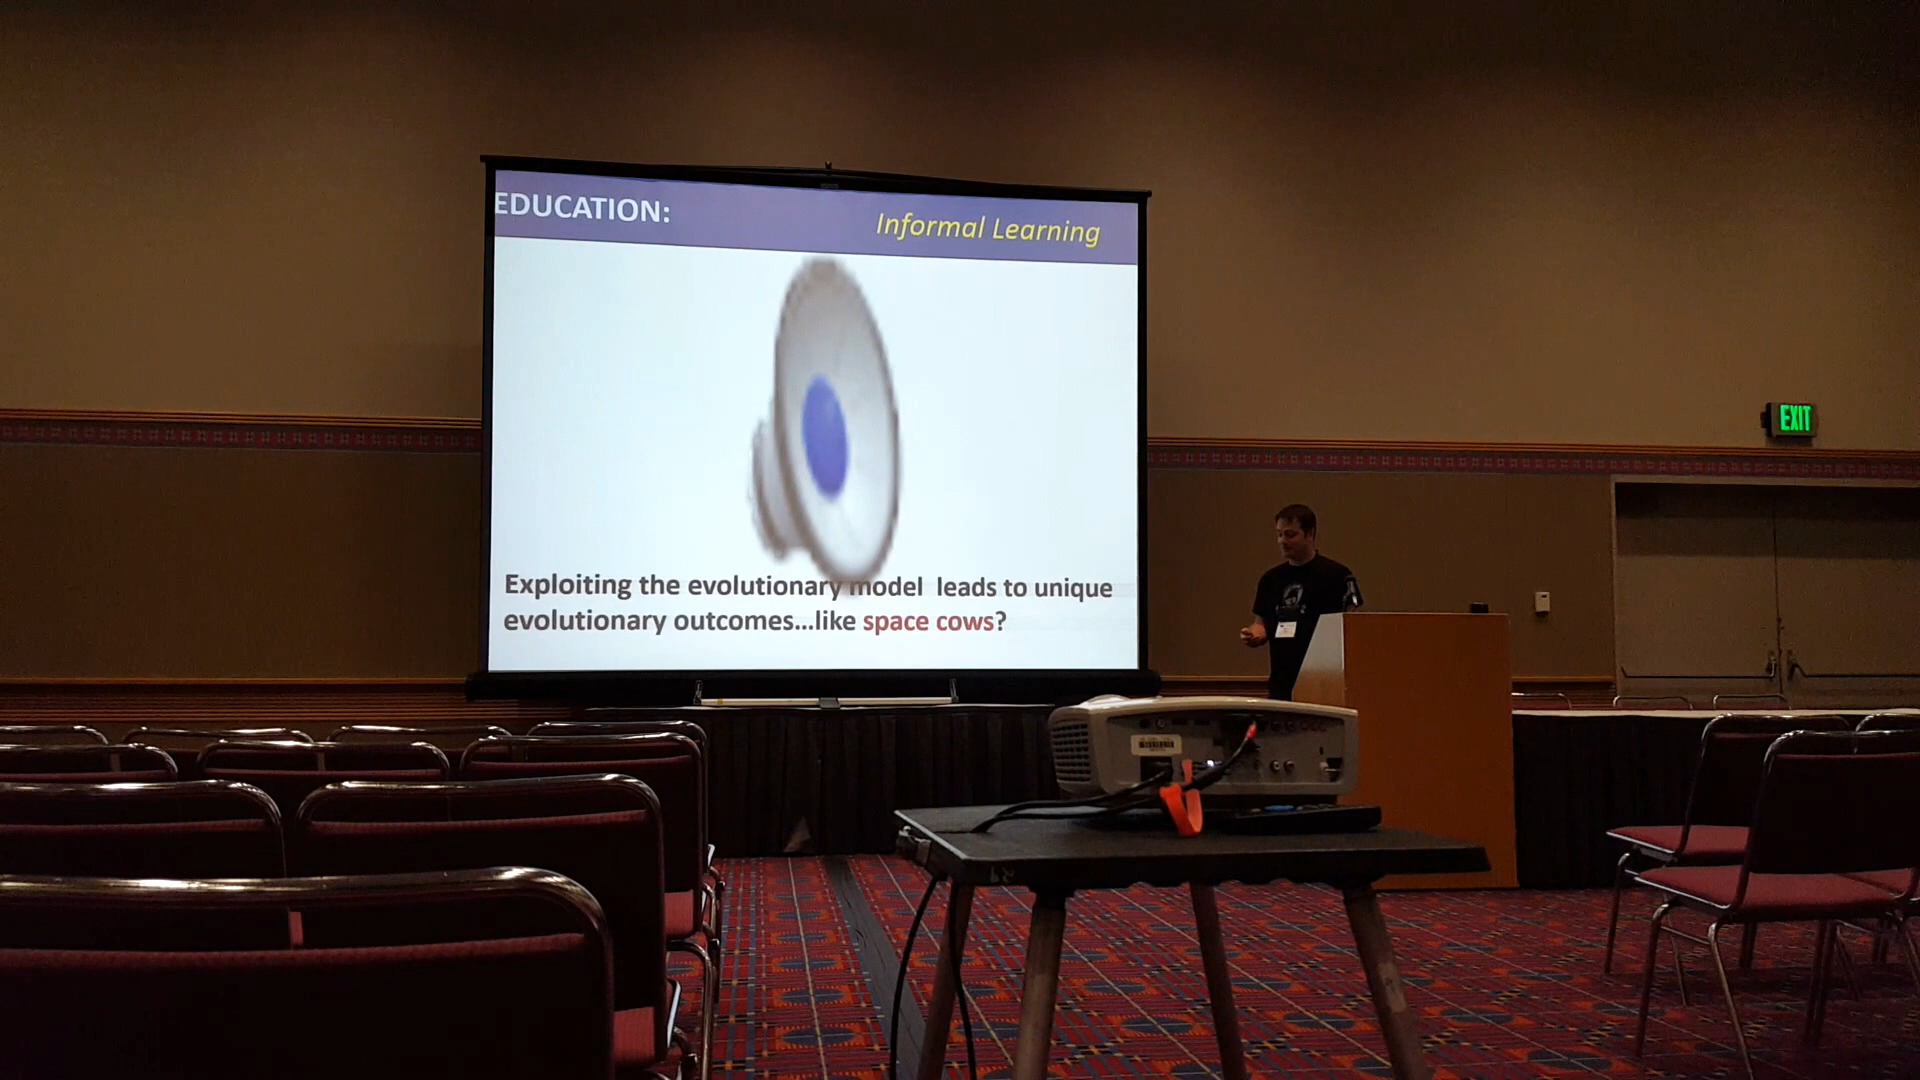 EDUCATION:
Informal Learning
Exploiting the evolutionary model leads to unique
evolutionary outcomes...like space cows?
EXIT